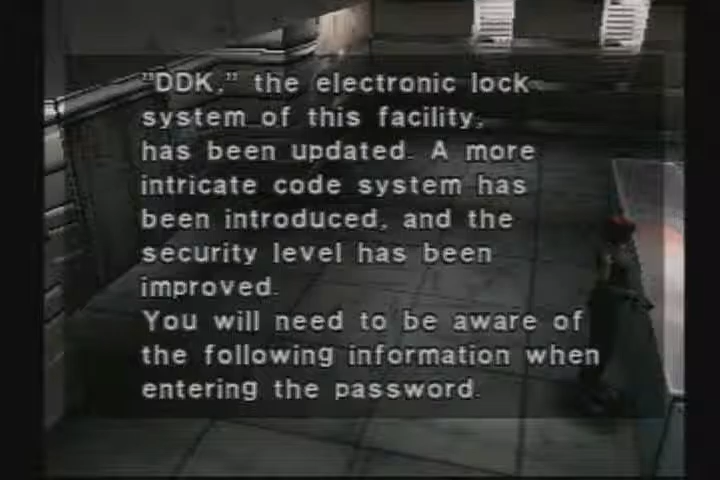 "DDK," the electronic lock
system of this facility,
has been updated. A more
intricate code system has
been introduced, and the
security level has been
improved.
You will need to be aware of
the following information when
entering the password.